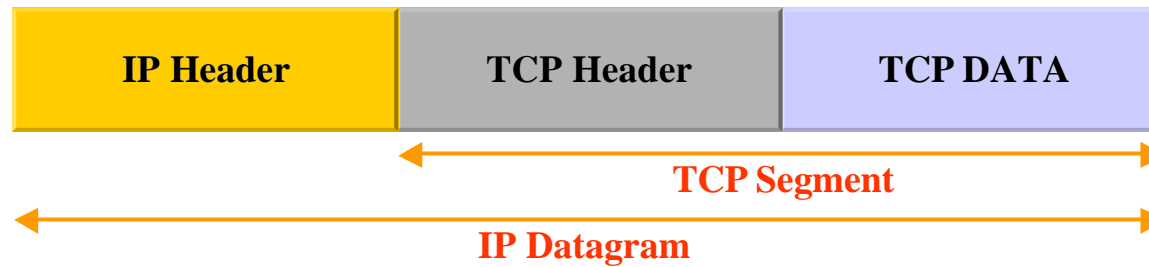 IP Header TCP Header TCP DATA
TCP Segment
IP Datagram